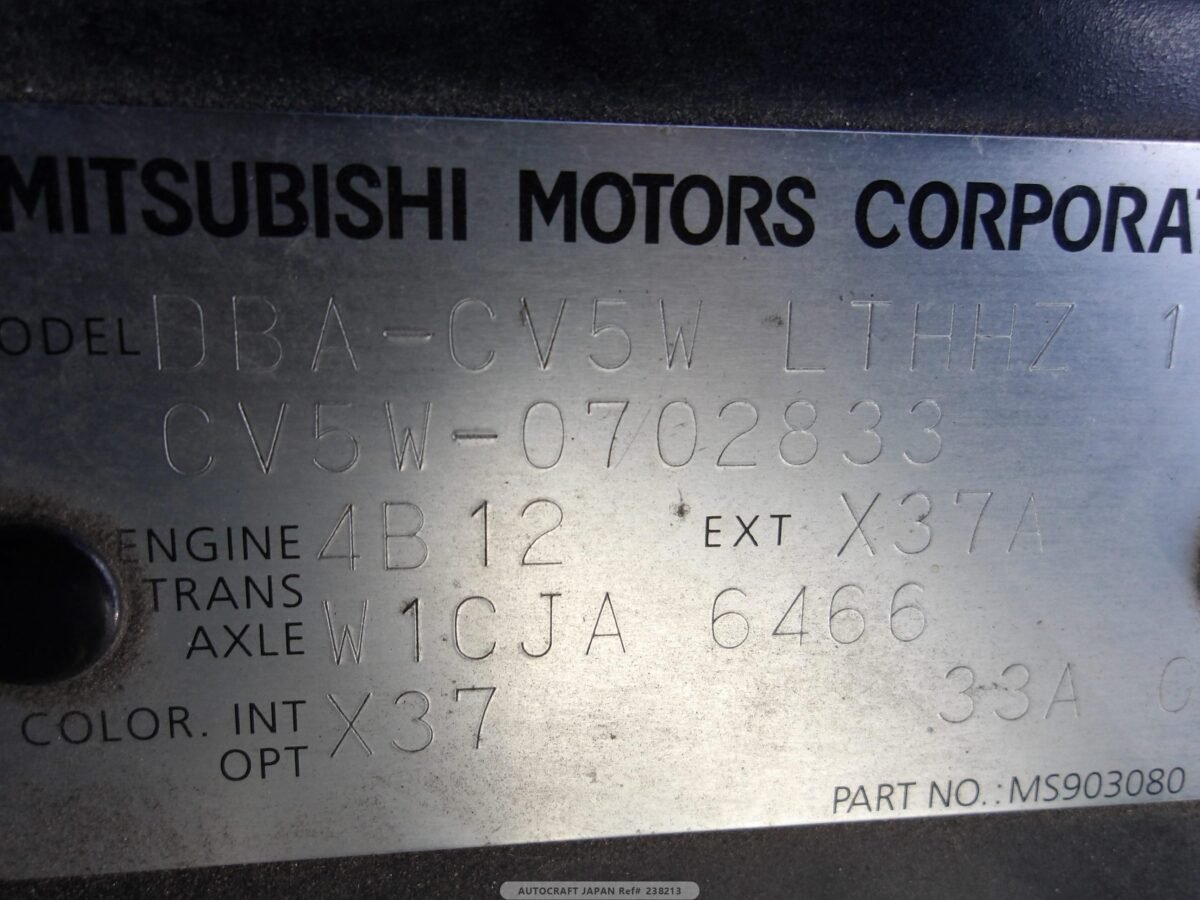 MITSUBISHI MOTORS CORPORAT
ODEL DBA-CV5W LTHHZ 1
CV5W-0702833
ENGINE 4B12 EXT X37A
TRANS
AXLE W1CJA 6466
33A C
COLOR. INT X37
OPT
PART NO.:MS903080
AUTOCRAFT JAPAN Ref# 238213